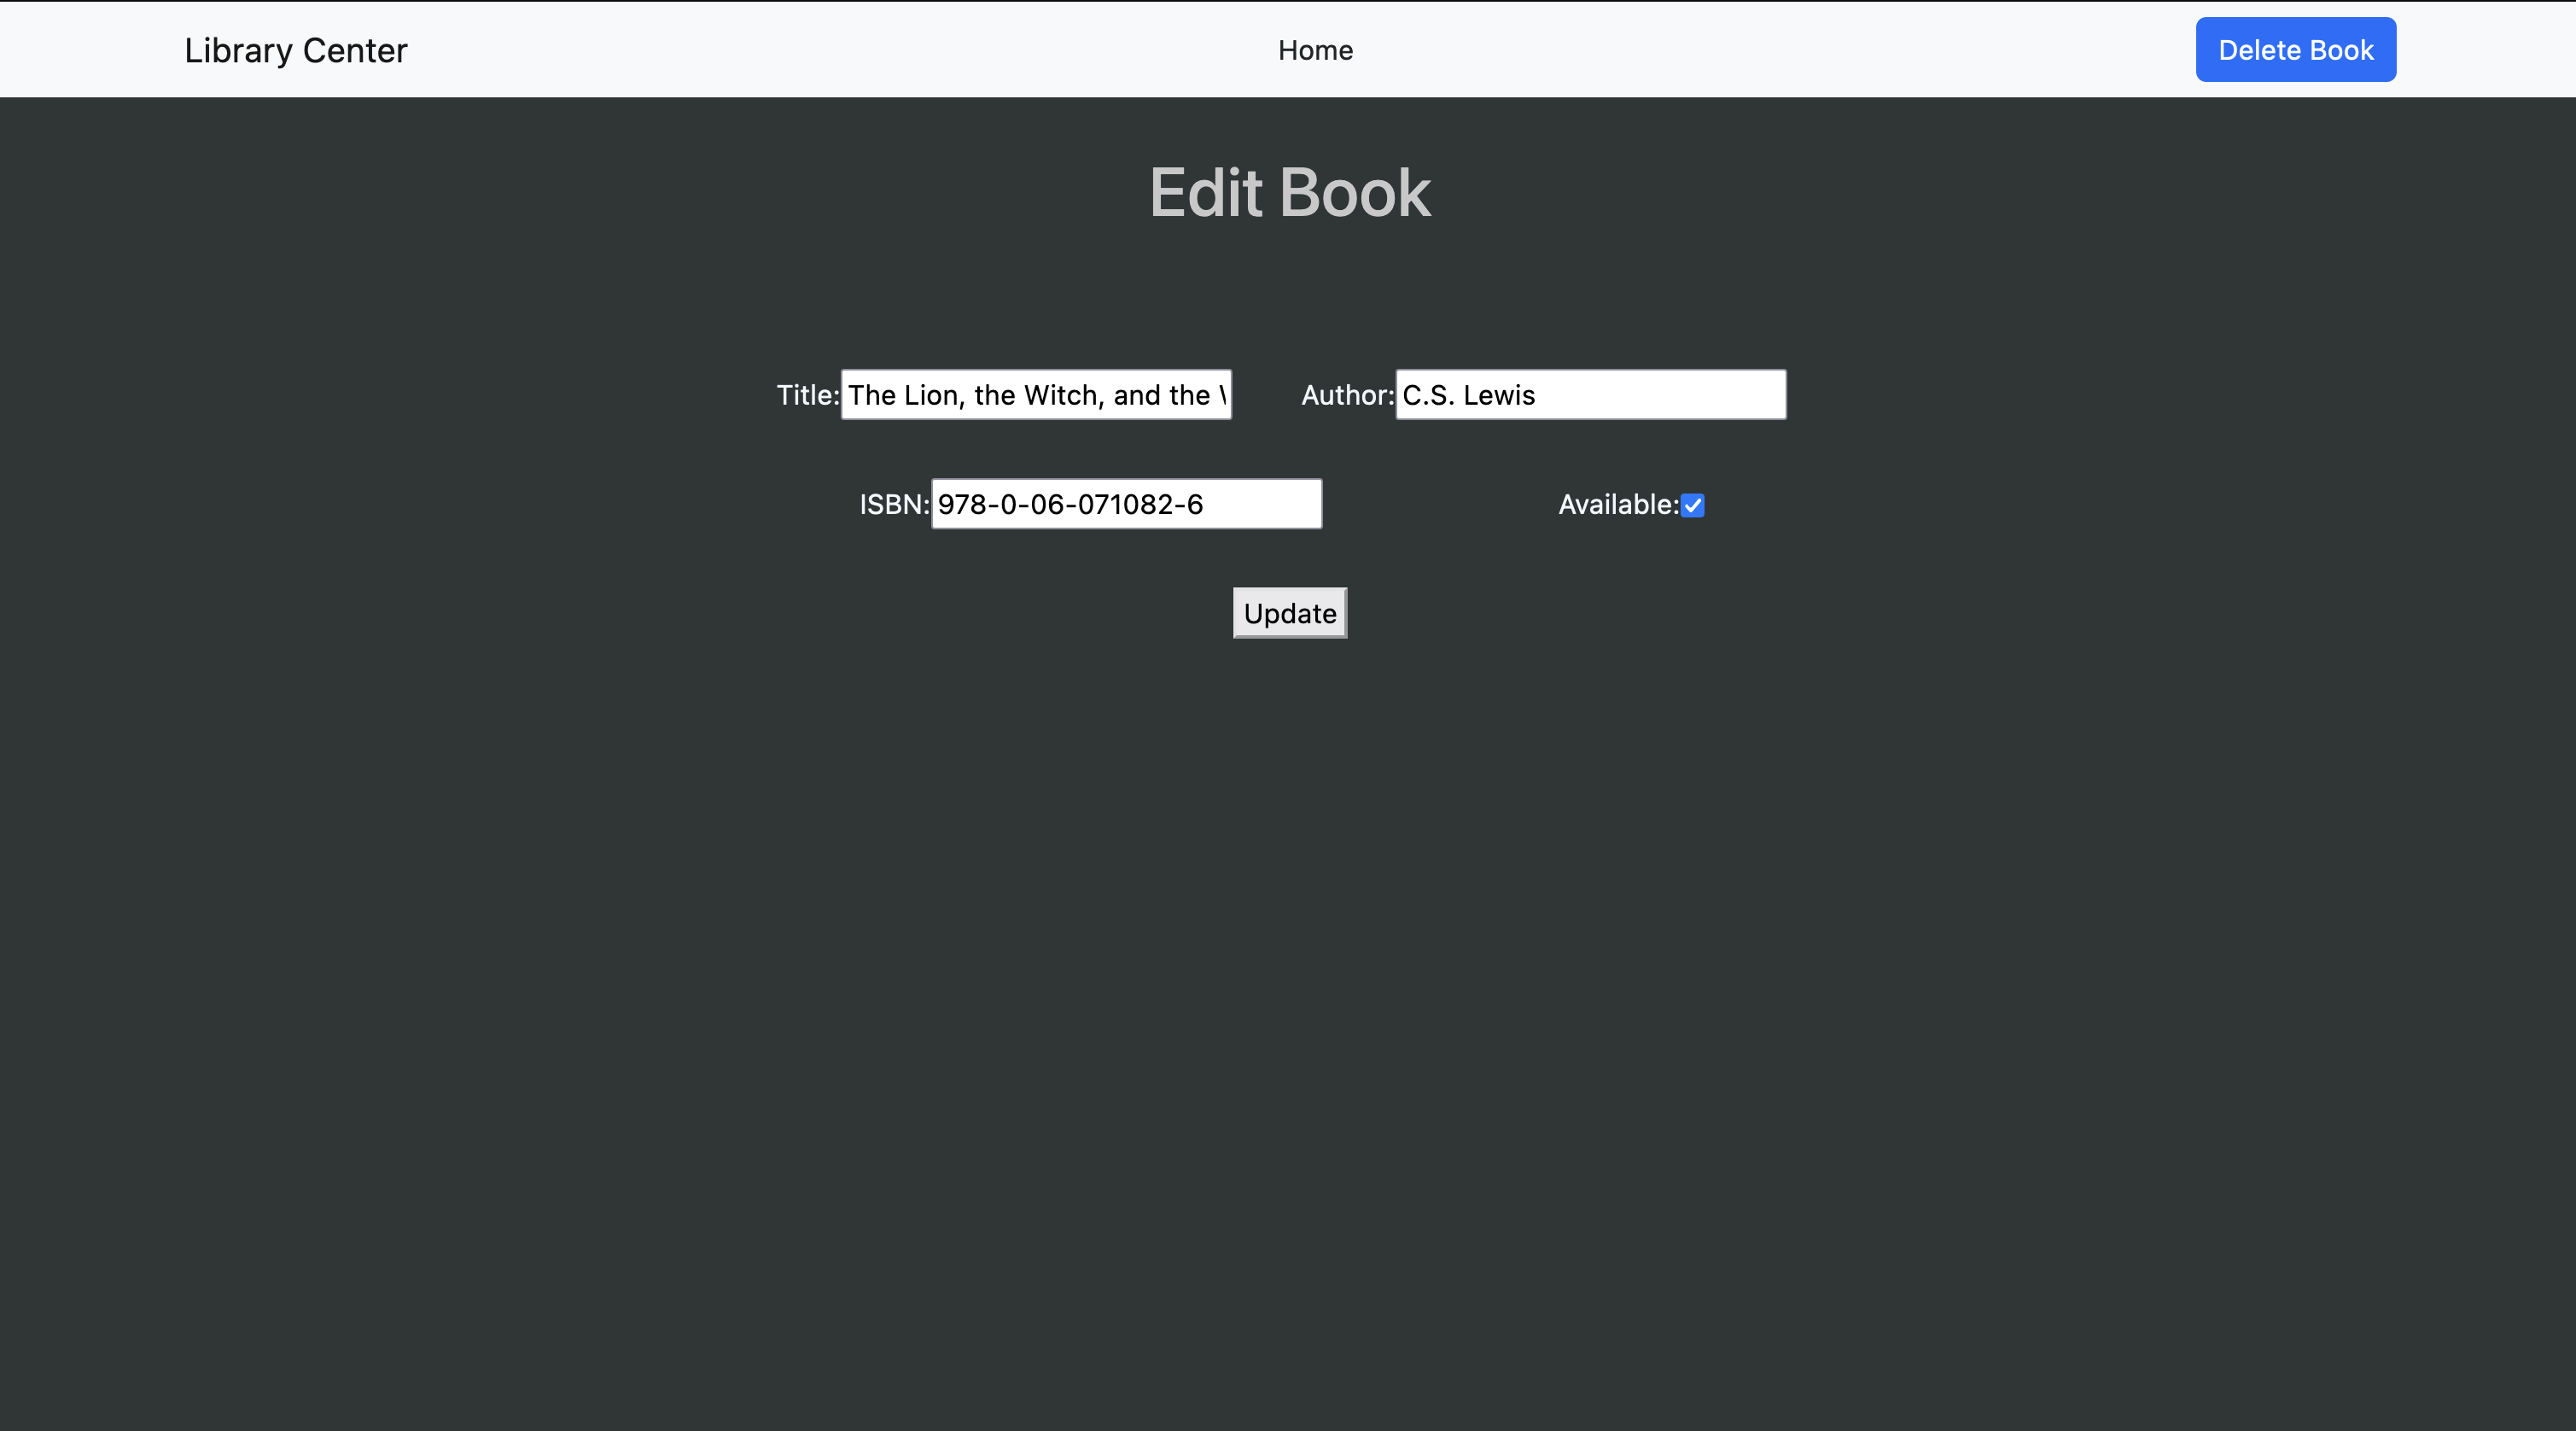 Library Center Home Delete Book
Edit Book
Title: The Lion, the Witch, and the Author: C.S. Lewis
ISBN: 978-0-06-071082-6 Available:
Update